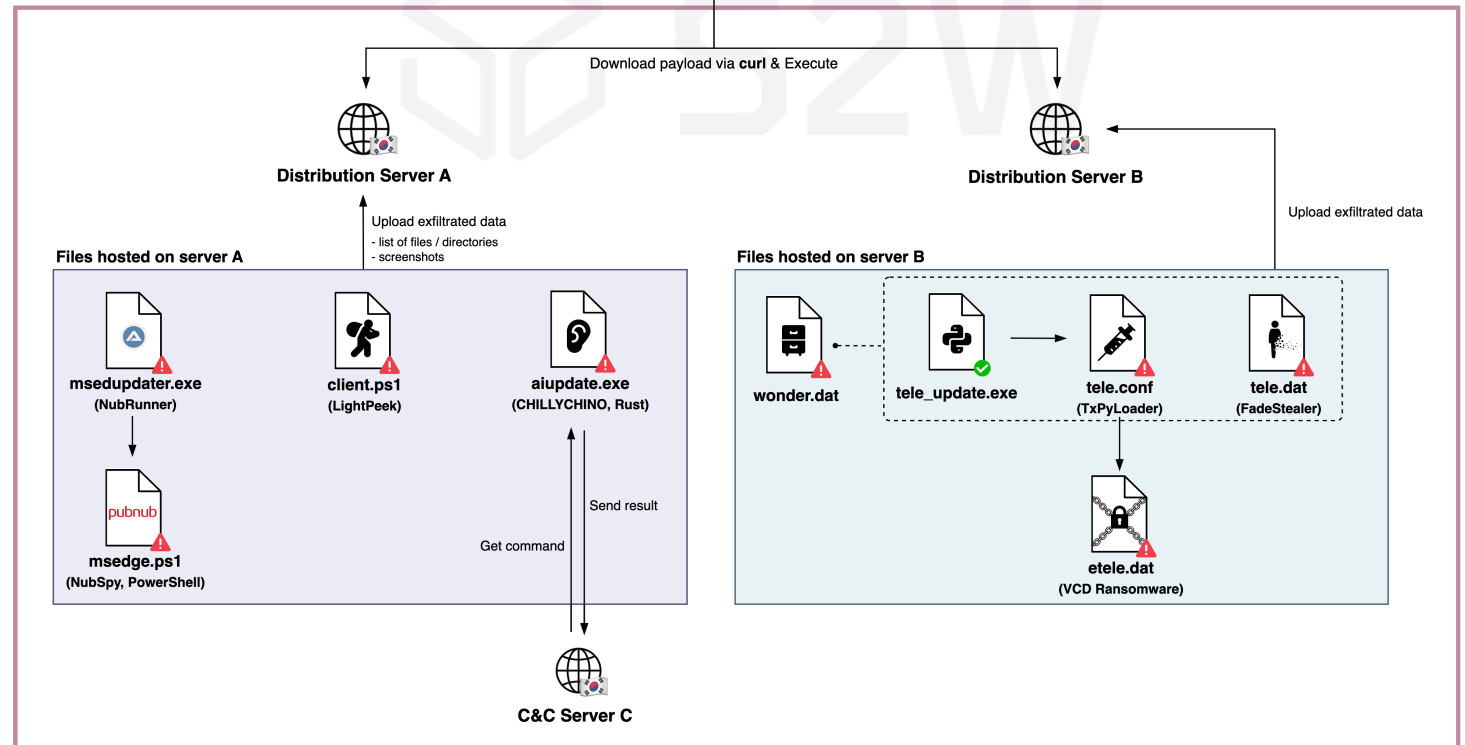 S2W
Download payload via curl & Execute
Distribution Server A
Distribution Server B
Upload exfiltrated data
- list of files / directories
- screenshots
Upload exfiltrated data
Files hosted on server A
Files hosted on server B
msedupdater.exe
(NubRunner)
client.ps1
(LightPeek)
aiupdate.exe
(CHILLYCHINO, Rust)
wonder.dat
tele_update.exe
tele.conf
(TxPyLoader)
tele.dat
(FadeStealer)
pubnub
msedge.ps1
(NubSpy, PowerShell)
Send result
Get command
etele.dat
(VCD Ransomware)
C&C Server C